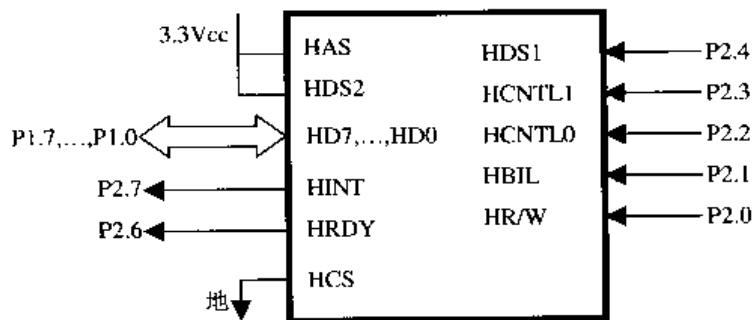 3.3Vcc
HAS
HDS1
P2.4
HDS2
HCNTL1
P2.3
P1.7,…,P1.0
HD7,…,HD0
HCNTL0
P2.2
P2.7
HINT
HBIL
P2.1
P2.6
HRDY
HR/W
P2.0
地
HCS